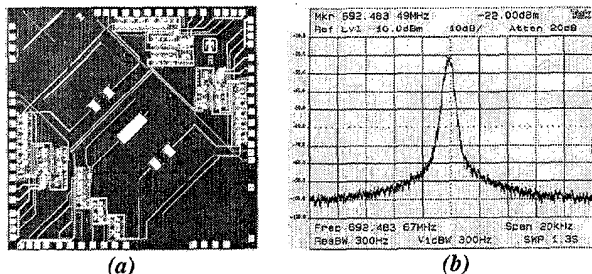 Mkr 692.483 49MHz -22.00dBm
Ref Lvl 10.0dBm 10dB/ Atten 20dB
Freq 692.483 67MHz Span 20kHz
ResBW 300Hz VidBW 300Hz SWP 1.3S
(a) (b)